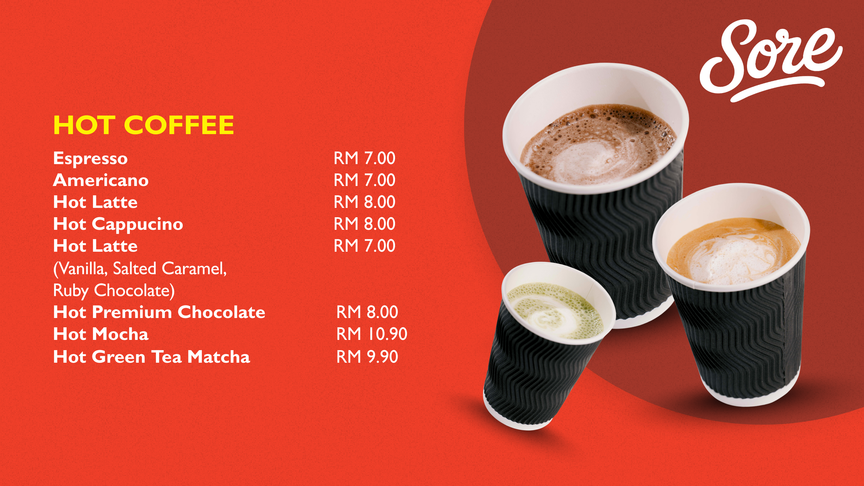 Sore
HOT COFFEE
Espresso RM 7.00
Americano RM 7.00
Hot Latte RM 8.00
Hot Cappucino RM 8.00
Hot Latte RM 7.00
(Vanilla, Salted Caramel,
Ruby Chocolate)
Hot Premium Chocolate RM 8.00
Hot Mocha RM 10.90
Hot Green Tea Matcha RM 9.90